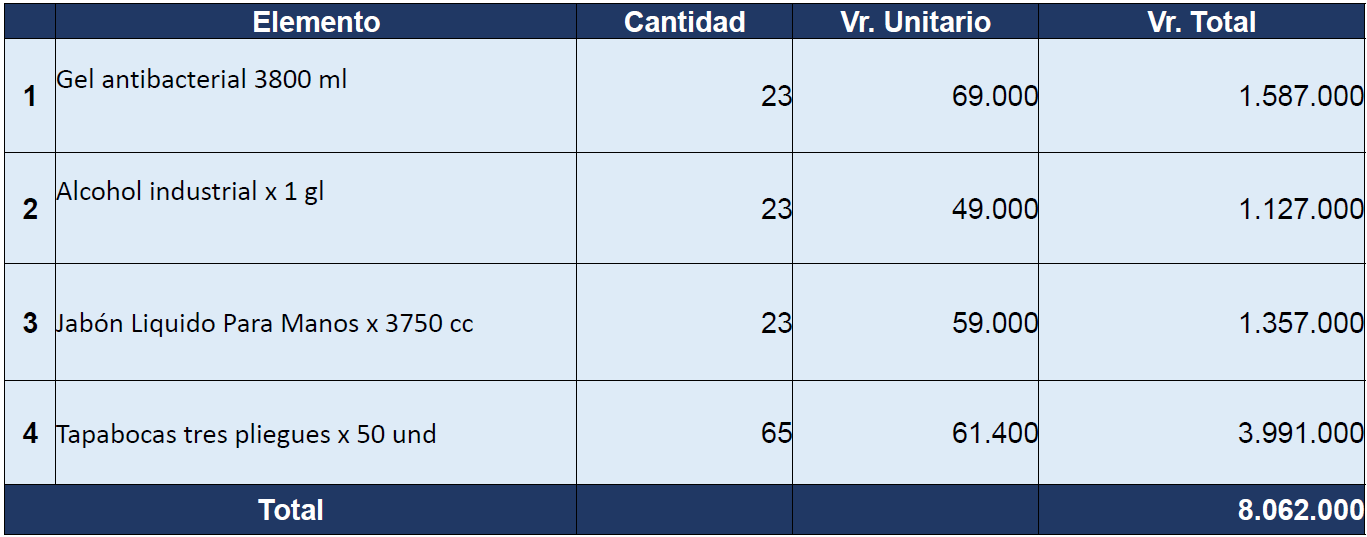 Elemento Cantidad Vr. Unitario Vr. Total
1 Gel antibacterial 3800 ml 23 69.000 1.587.000
2 Alcohol industrial x 1 gl 23 49.000 1.127.000
3 Jabón Liquido Para Manos x 3750 cc 23 59.000 1.357.000
4 Tapabocas tres pliegues x 50 und 65 61.400 3.991.000
Total 8.062.000